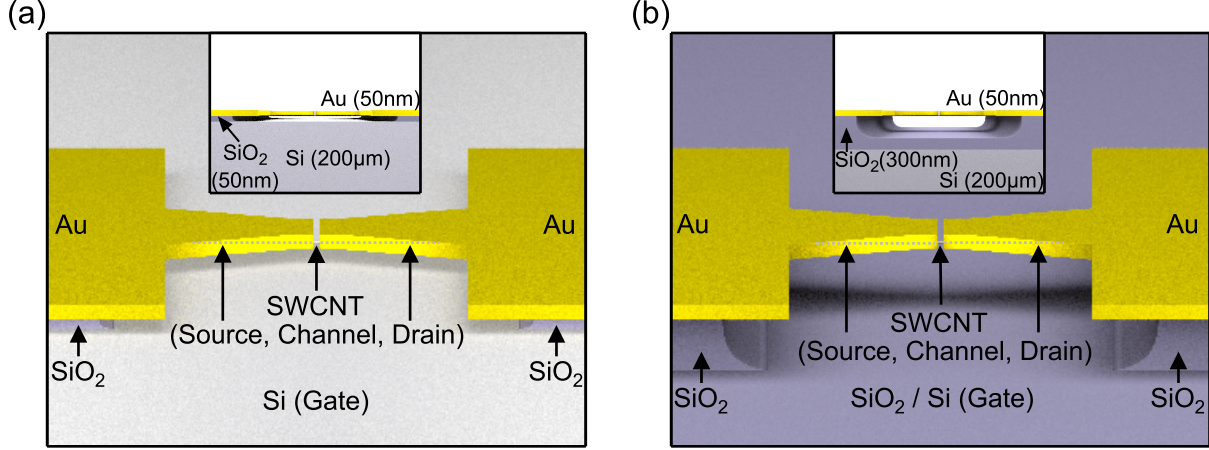 (a)
Au (50nm)
SiO₂
(50nm)
Si (200μm)
Au
Au
SWCNT
(Source, Channel, Drain)
SiO₂
SiO₂
Si (Gate)
(b)
Au (50nm)
SiO₂(300nm)
Si (200μm)
Au
Au
SWCNT
(Source, Channel, Drain)
SiO₂
SiO₂ / Si (Gate)
SiO₂